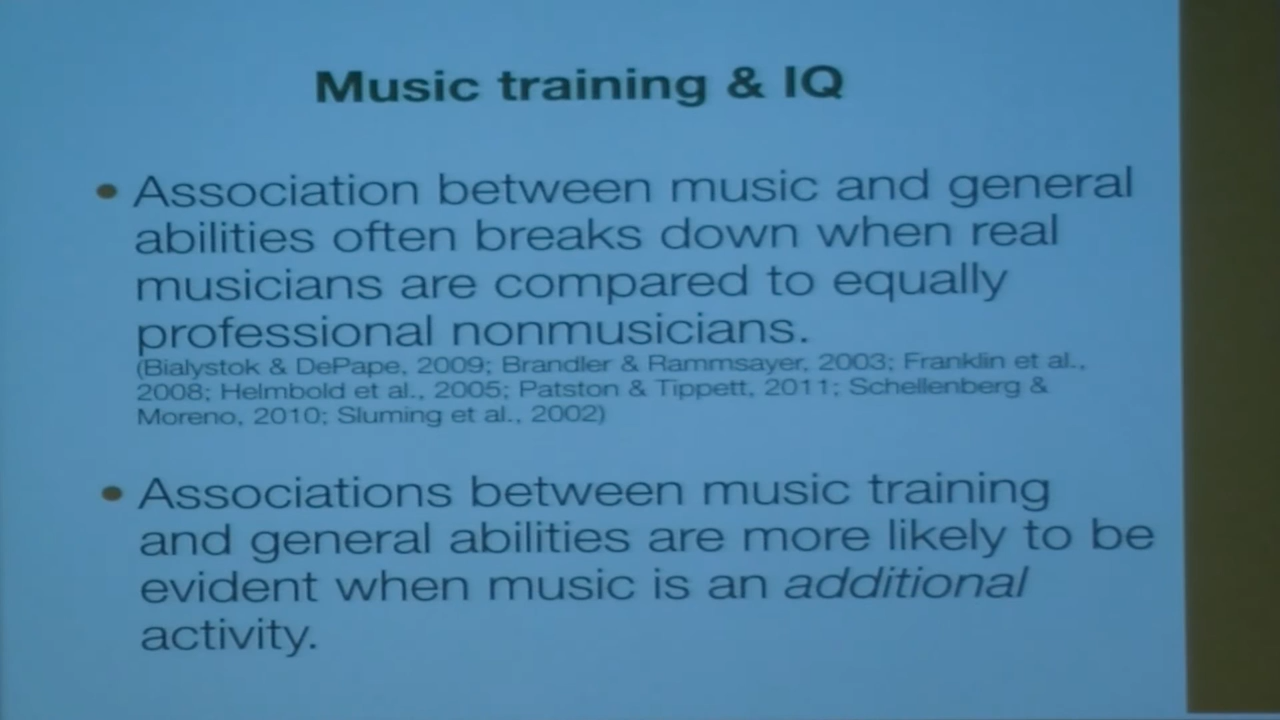 Music training & IQ
• Association between music and general
abilities often breaks down when real
musicians are compared to equally
professional nonmusicians.
(Bialystok & DePape, 2009; Brandler & Rammsayer, 2003; Franklin et al.,
2008; Helmbold et al., 2005; Patston & Tippett, 2011; Schellenberg &
Moreno, 2010; Sluming et al., 2002)
• Associations between music training
and general abilities are more likely to be
evident when music is an additional
activity.